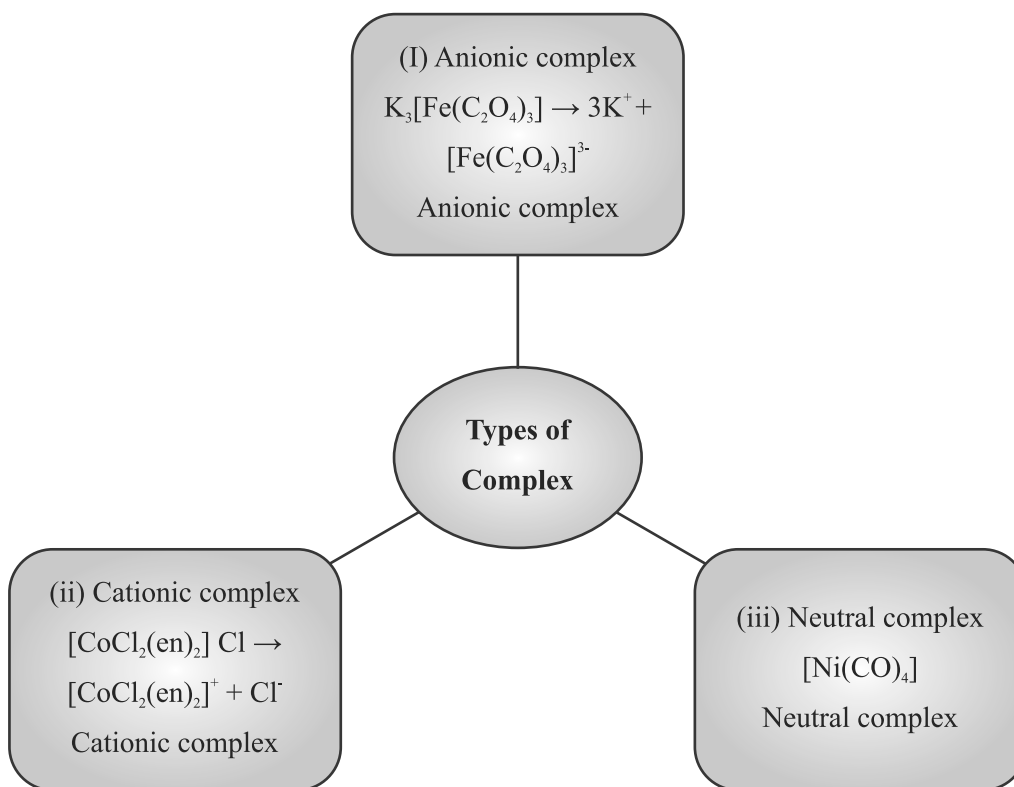 (I) Anionic complex
K₃[Fe(C₂O₄)₃] → 3K⁺ +
[Fe(C₂O₄)₃]³⁻
Anionic complex
Types of
Complex
(ii) Cationic complex
[CoCl₂(en)₂] Cl →
[CoCl₂(en)₂]⁺ + Cl⁻
Cationic complex
(iii) Neutral complex
[Ni(CO)₄]
Neutral complex